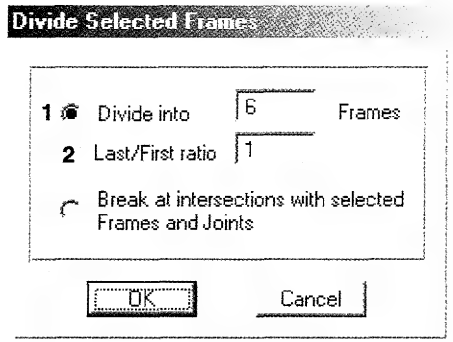 Divide Selected Frames
1 Divide into 6 Frames
2 Last/First ratio 1
Break at intersections with selected
Frames and Joints
OK Cancel